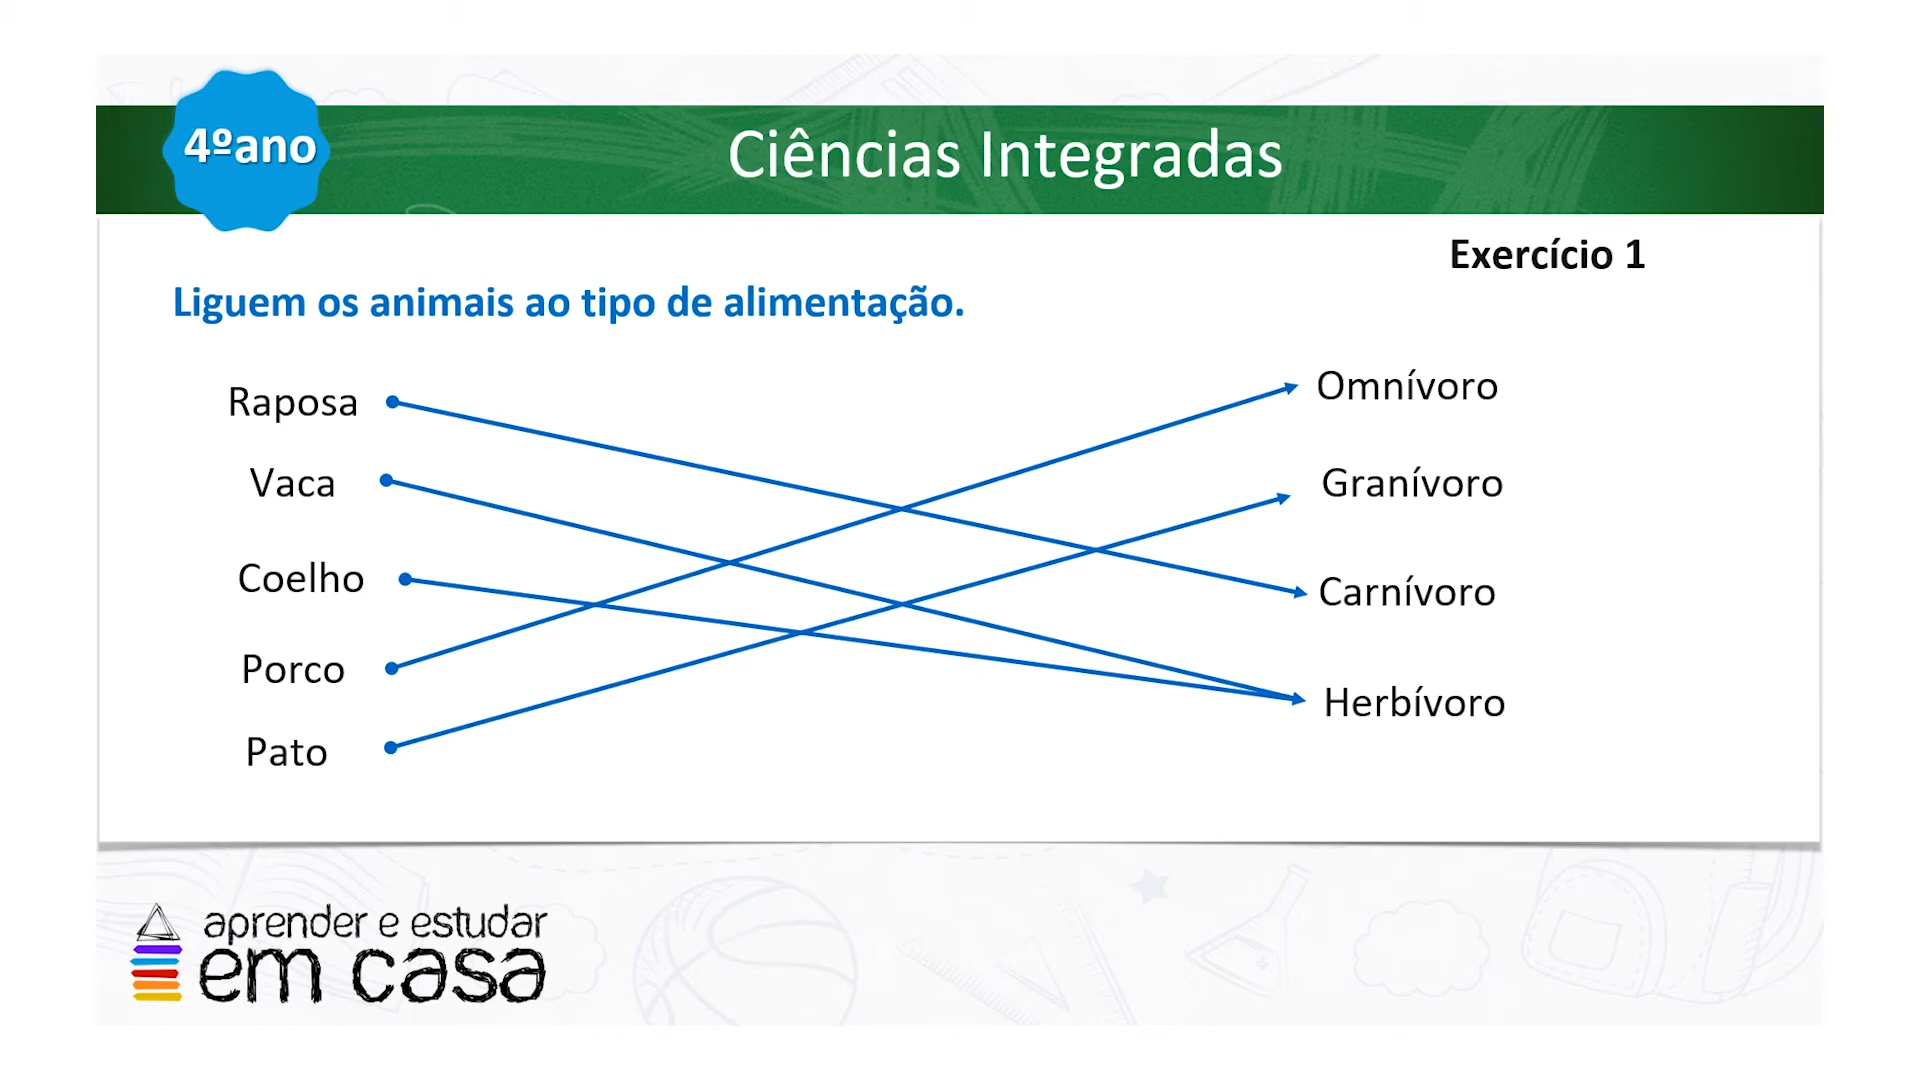 4ºano
Ciências Integradas
Exercício 1
Liguem os animais ao tipo de alimentação.
Raposa
Omnívoro
Vaca
Granívoro
Coelho
Carnívoro
Porco
Herbívoro
Pato
aprender e estudar
em casa